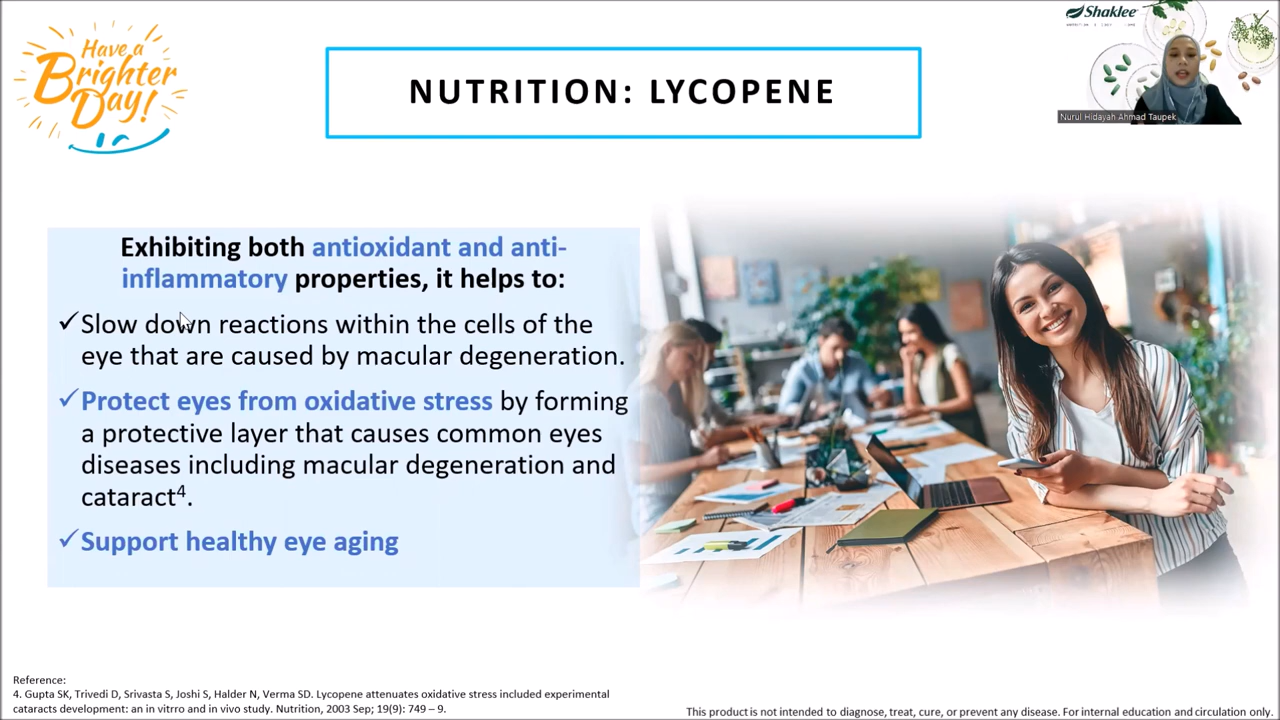 Have a
Brighter
Day!
NUTRITION: LYCOPENE
Shaklee
Nurul Hidayah Ahmad Taupek
Exhibiting both antioxidant and anti-
inflammatory properties, it helps to:
✓Slow down reactions within the cells of the
eye that are caused by macular degeneration.
✓Protect eyes from oxidative stress by forming
a protective layer that causes common eyes
diseases including macular degeneration and
cataract⁴.
✓Support healthy eye aging
Reference:
4. Gupta SK, Trivedi D, Srivasta S, Joshi S, Halder N, Verma SD. Lycopene attenuates oxidative stress included experimental
cataracts development: an in vitrro and in vivo study. Nutrition, 2003 Sep; 19(9): 749 – 9.
This product is not intended to diagnose, treat, cure, or prevent any disease. For internal education and circulation only.